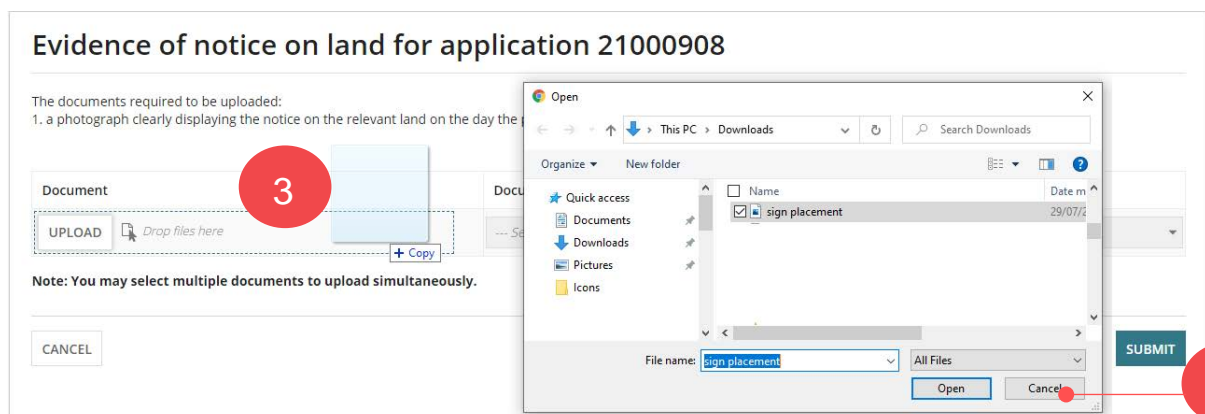 Evidence of notice on land for application 21000908
The documents required to be uploaded:
1. a photograph clearly displaying the notice on the relevant land on the day the
Document
3
UPLOAD
Drop files here
+ Copy
Note: You may select multiple documents to upload simultaneously.
CANCEL
SUBMIT
Open
This PC > Downloads
Search Downloads
Organize
New folder
Quick access
Documents
Downloads
Pictures
Icons
Name
Date m
sign placement
29/07/2
File name:
sign placement
All Files
Open
Cancel